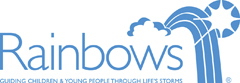 Rainbows
GUIDING CHILDREN & YOUNG PEOPLE THROUGH LIFE'S STORMS
®